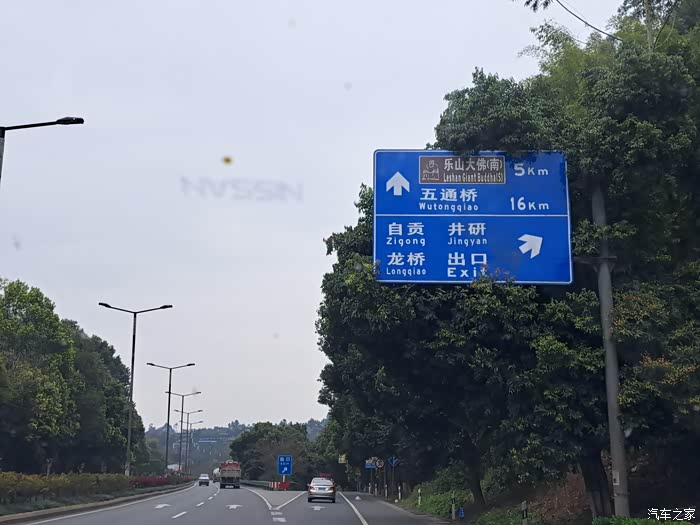 乐山大佛(南) 5KM
Leshan Giant Buddha(S)
五通桥 16KM
Wutongqiao
自贡 井研
Zigong Jingyan
龙桥 出口
Longqiao Exit
NISSAN
汽车之家